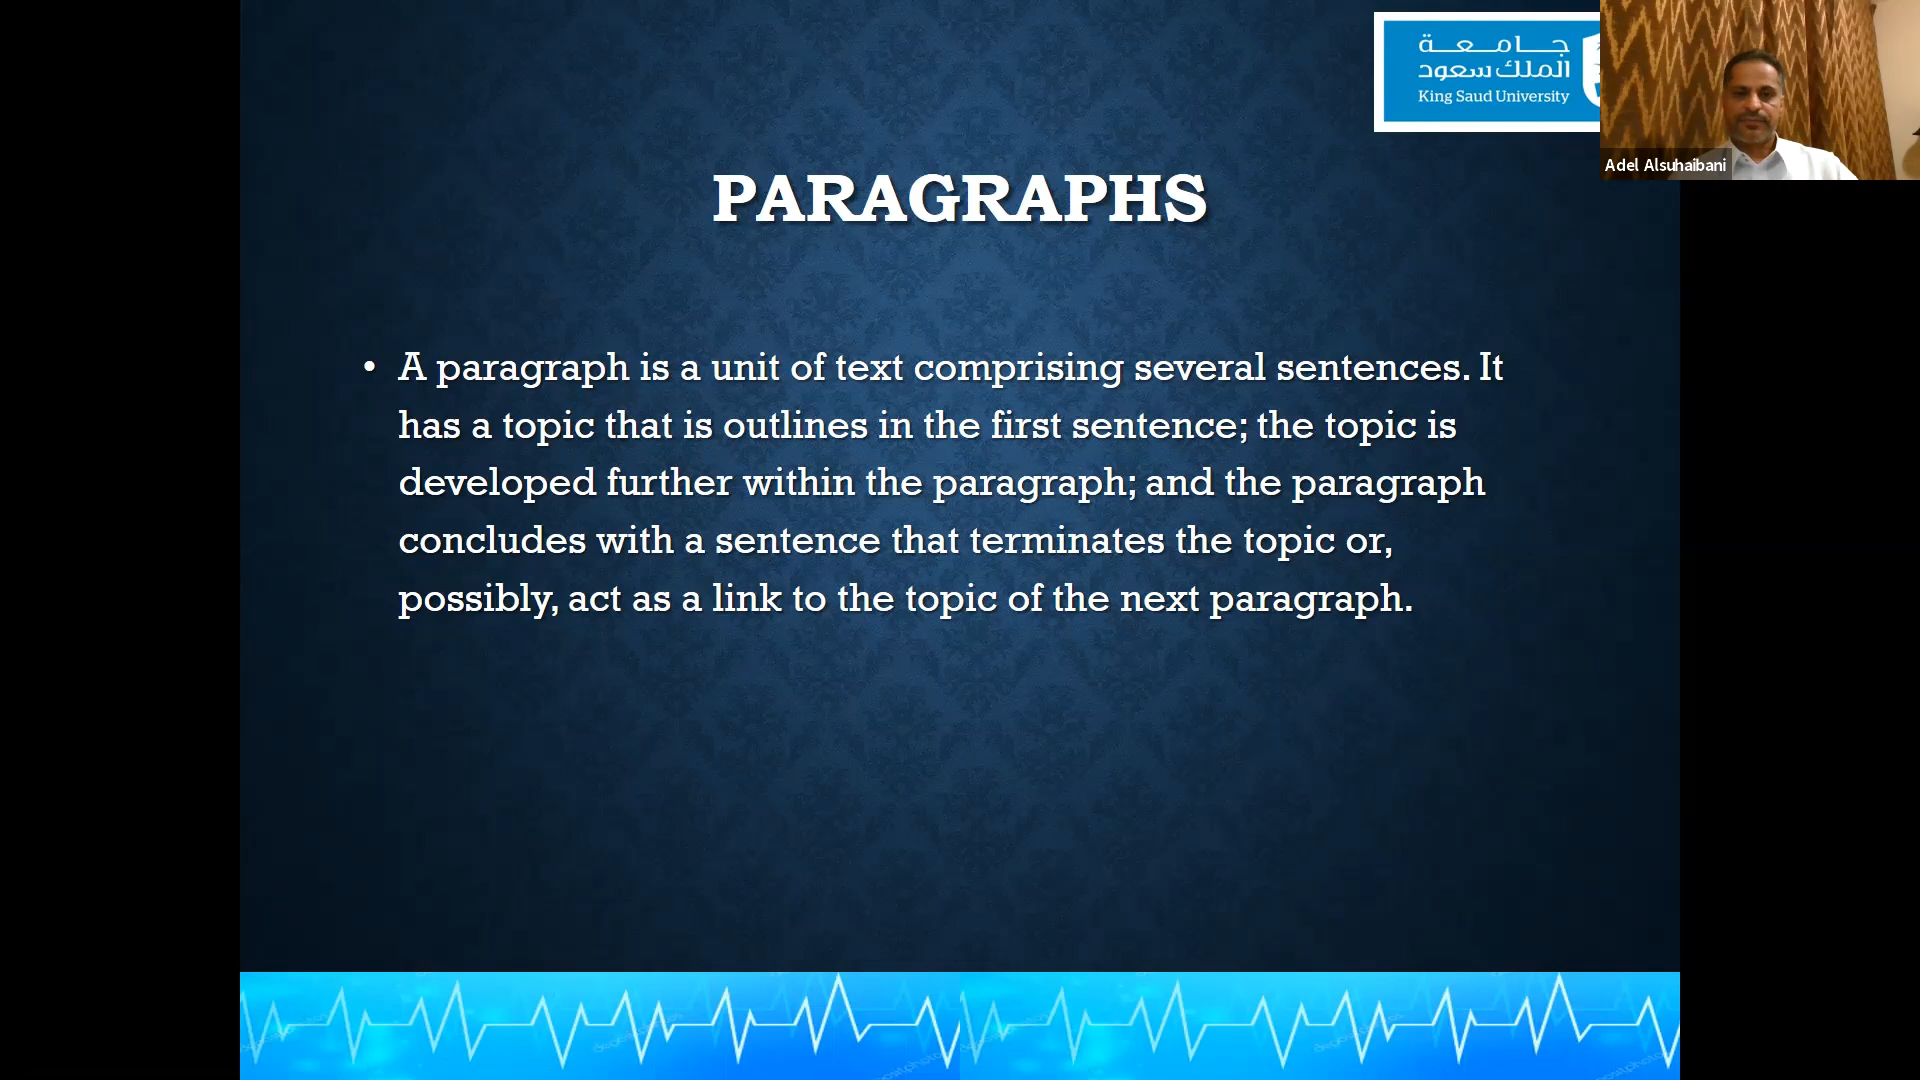 جامعة
الملك سعود
King Saud University
Adel Alsuhaibani
PARAGRAPHS
• A paragraph is a unit of text comprising several sentences. It
has a topic that is outlines in the first sentence; the topic is
developed further within the paragraph; and the paragraph
concludes with a sentence that terminates the topic or,
possibly, act as a link to the topic of the next paragraph.